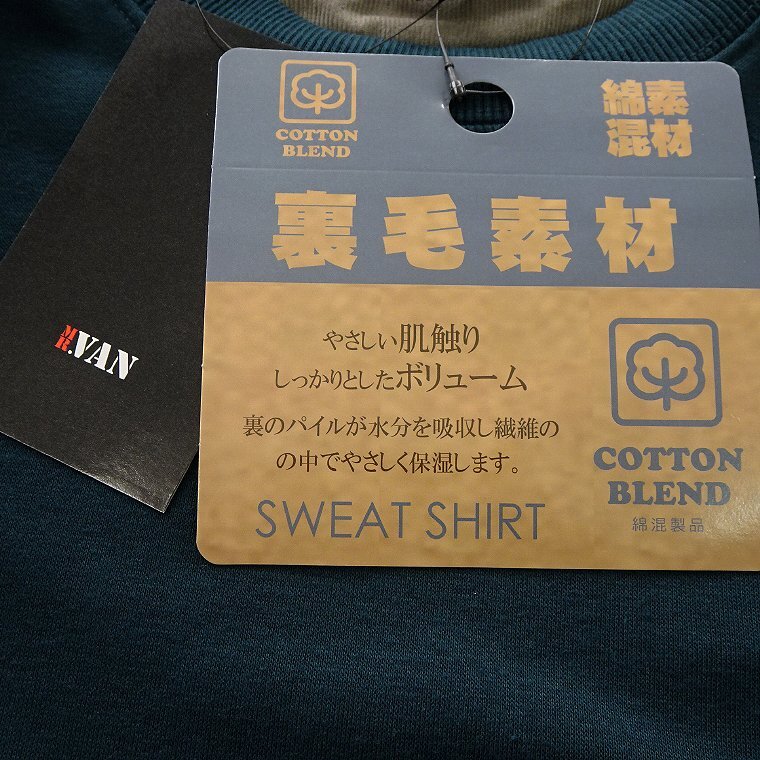 MR.VAN
COTTON
BLEND
綿素
混材
裏毛素材
やさしい肌触り
しっかりとしたボリューム
裏のパイルが水分を吸収し繊維の
の中でやさしく保湿します。
SWEAT SHIRT
COTTON
BLEND
綿混製品